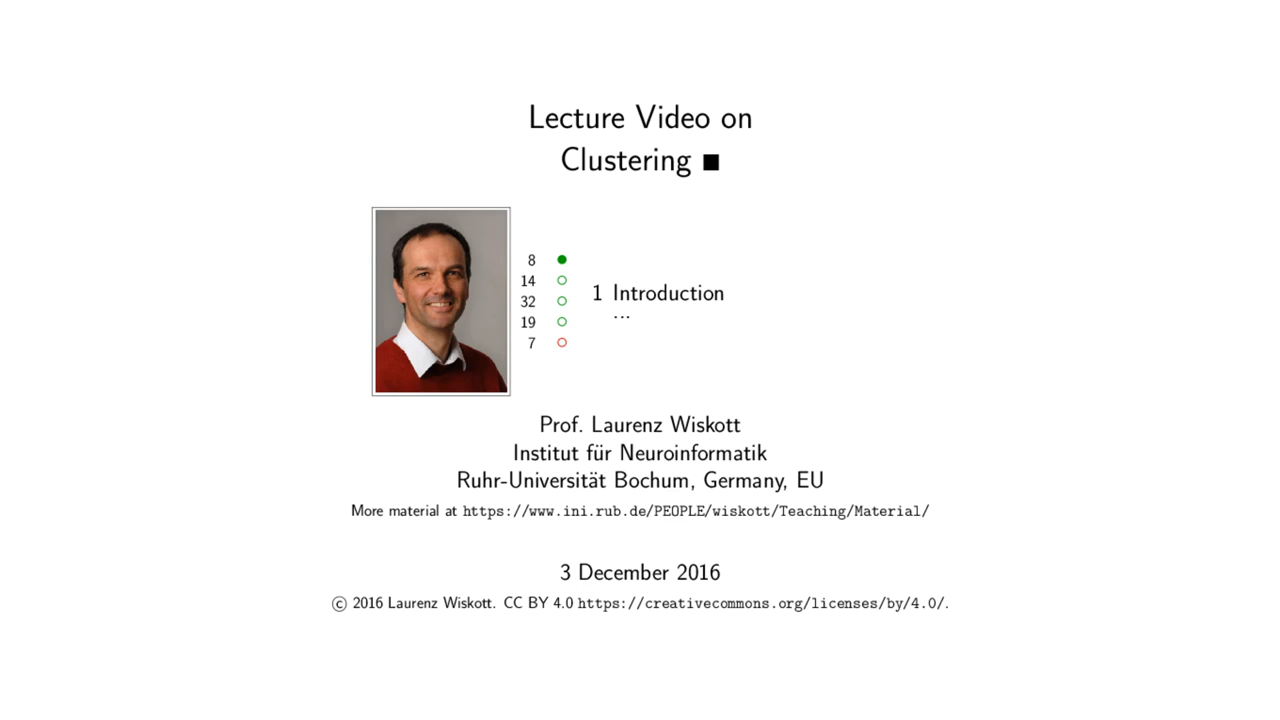 Lecture Video on
Clustering ■
8
14
32
19
7
1 Introduction
...
Prof. Laurenz Wiskott
Institut für Neuroinformatik
Ruhr-Universität Bochum, Germany, EU
More material at https://www.ini.rub.de/PEOPLE/wiskott/Teaching/Material/
3 December 2016
© 2016 Laurenz Wiskott. CC BY 4.0 https://creativecommons.org/licenses/by/4.0/.